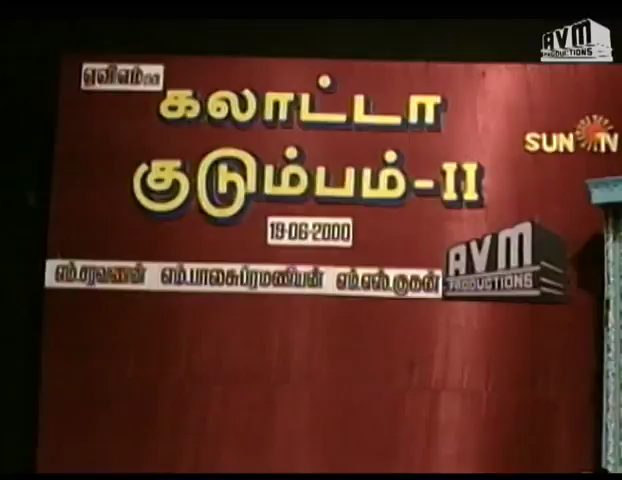 AVM
PRODUCTIONS
ஏவிஎம்மின்
கலாட்டா
SUN TV
குடும்பம்-II
19-06-2000
எம்.சரவணன் எம்.பாலசுப்ரமணியன் எம்.எஸ்.குகன்
AVM
PRODUCTIONS